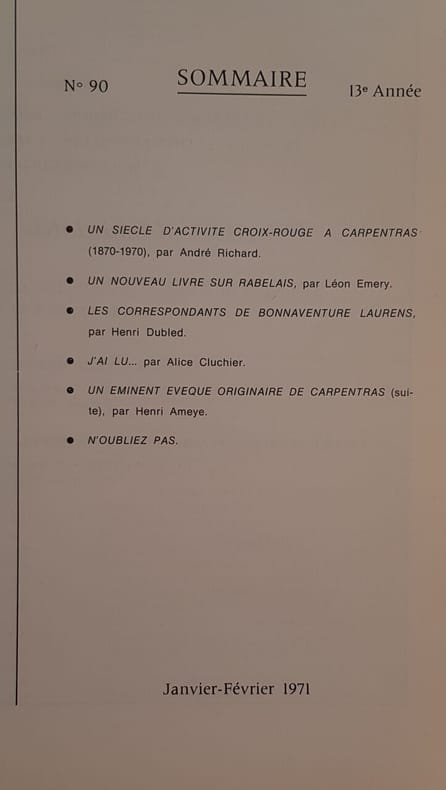 N° 90 SOMMAIRE 13e Année
● UN SIECLE D'ACTIVITE CROIX-ROUGE A CARPENTRAS
(1870-1970), par André Richard.
● UN NOUVEAU LIVRE SUR RABELAIS, par Léon Emery.
● LES CORRESPONDANTS DE BONNAVENTURE LAURENS,
par Henri Dubled.
● J'AI LU... par Alice Cluchier.
● UN EMINENT EVEQUE ORIGINAIRE DE CARPENTRAS (sui-
te), par Henri Ameye.
● N'OUBLIEZ PAS.
Janvier-Février 1971